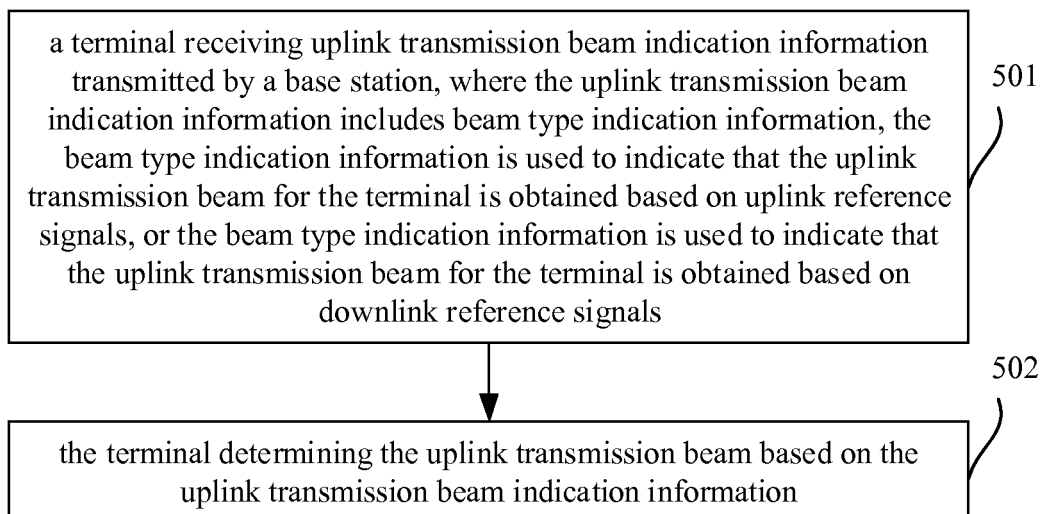 a terminal receiving uplink transmission beam indication information
transmitted by a base station, where the uplink transmission beam
indication information includes beam type indication information, the
beam type indication information is used to indicate that the uplink
transmission beam for the terminal is obtained based on uplink reference
signals, or the beam type indication information is used to indicate that
the uplink transmission beam for the terminal is obtained based on
downlink reference signals
501
502
the terminal determining the uplink transmission beam based on the
uplink transmission beam indication information